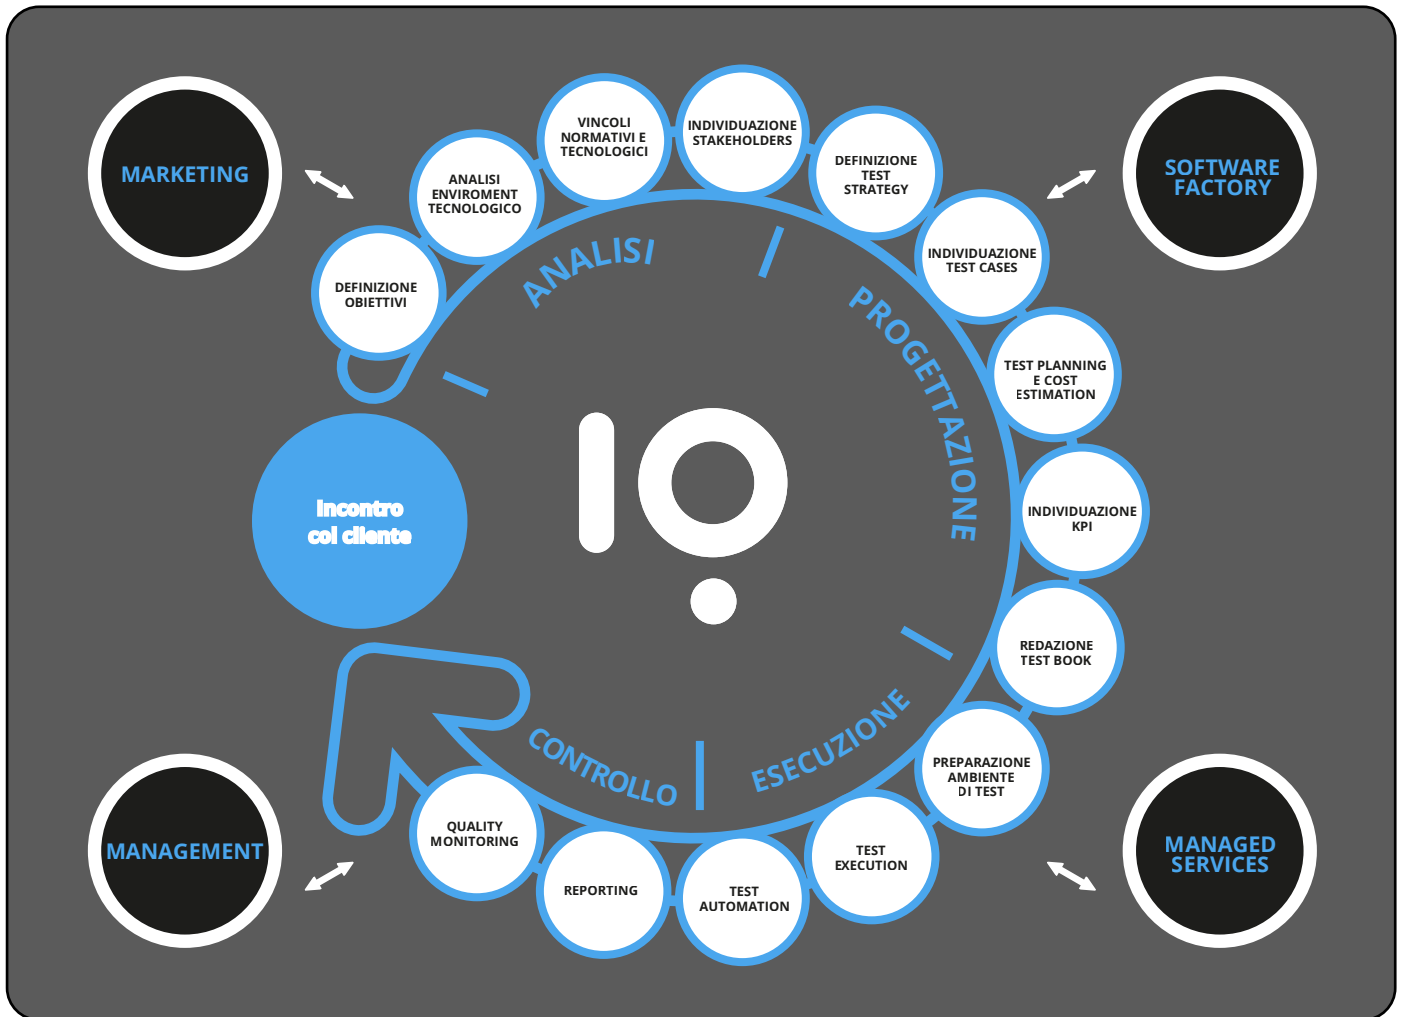 MARKETING
SOFTWARE
FACTORY
DEFINIZIONE
OBIETTIVI
ANALISI
ENVIROMENT
TECNOLOGICO
VINCOLI
NORMATIVI E
TECNOLOGICI
INDIVIDUAZIONE
STAKEHOLDERS
DEFINIZIONE
TEST
STRATEGY
INDIVIDUAZIONE
TEST CASES
TEST PLANNING
E COST
ESTIMATION
INDIVIDUAZIONE
KPI
REDAZIONE
TEST BOOK
PREPARAZIONE
AMBIENTE
DI TEST
TEST
EXECUTION
TEST
AUTOMATION
REPORTING
QUALITY
MONITORING
ANALISI
PROGETTAZIONE
ESECUZIONE
CONTROLLO
Incontro
col cliente
MANAGEMENT
MANAGED
SERVICES